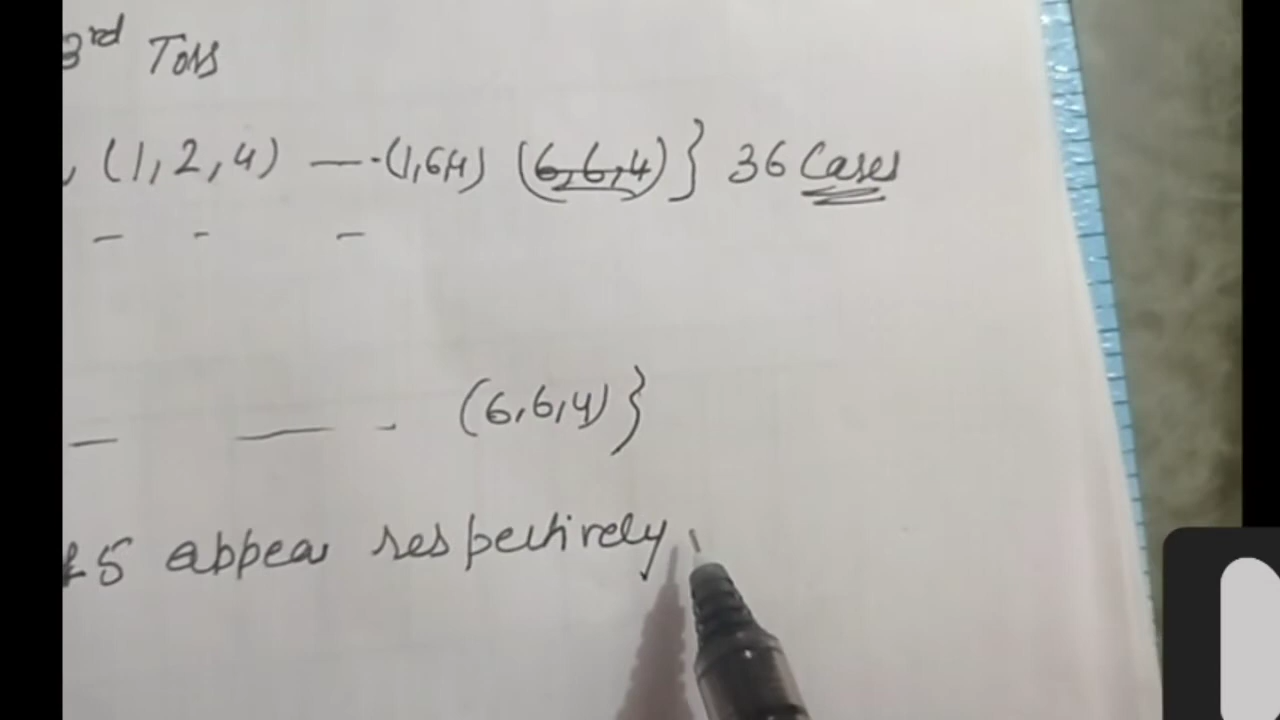 3rd Toss
, (1,2,4) — - (1,6,4) (6,6,4)} 36 Cases
- - -
— — - (6,6,4)}
& 5 appear respectively